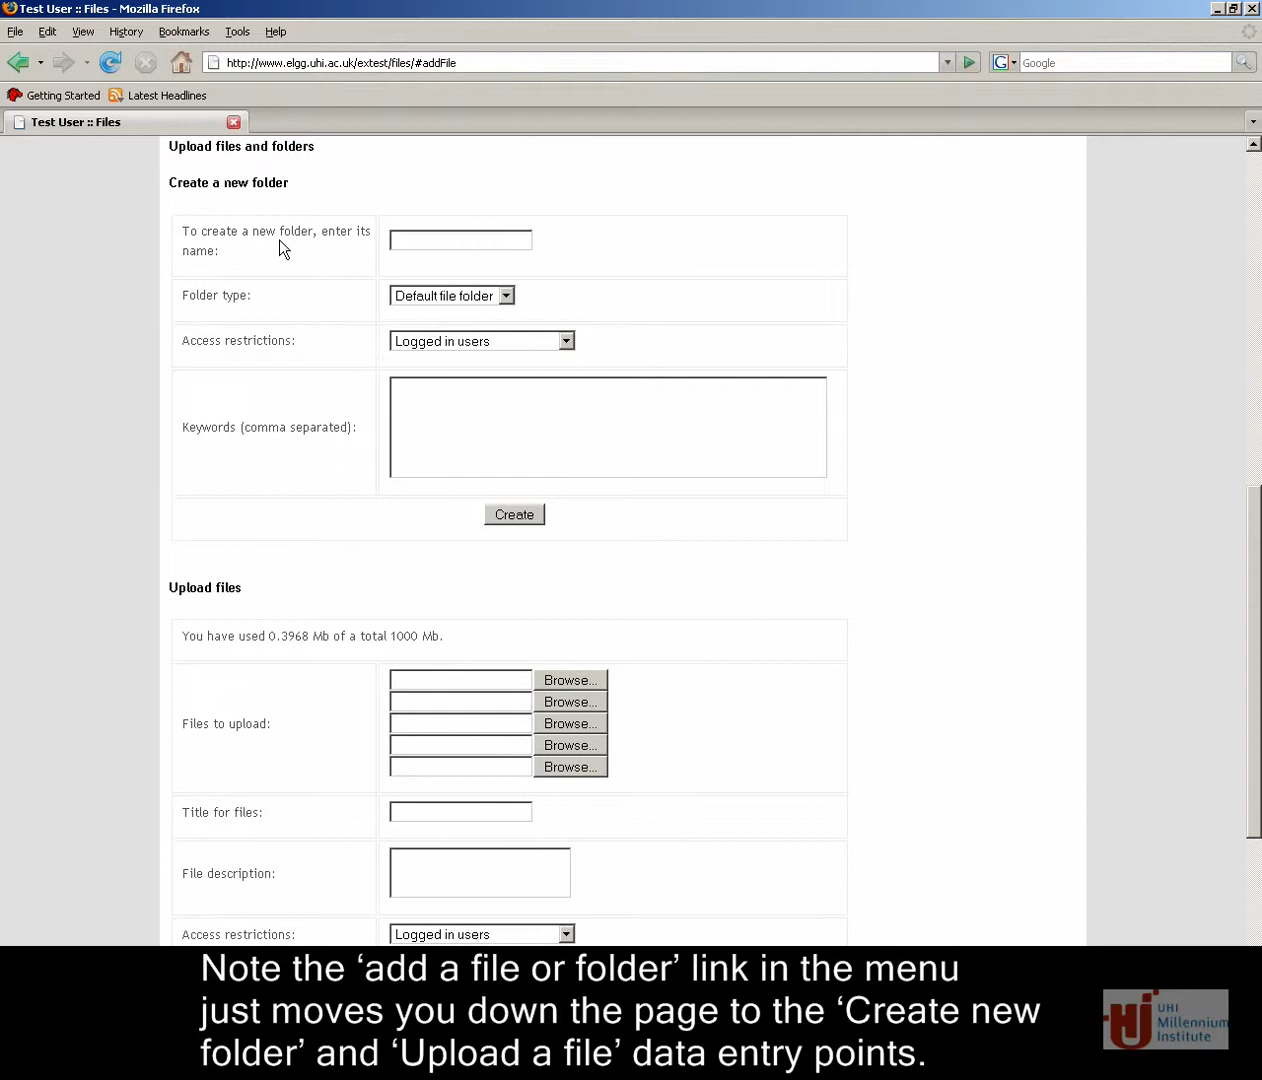 Test User :: Files - Mozilla Firefox
File Edit View History Bookmarks Tools Help
http://www.elgg.uhi.ac.uk/extest/files/#addFile
G Google
Getting Started Latest Headlines
Test User :: Files
Upload files and folders
Create a new folder
To create a new folder, enter its
name:
Folder type: Default file folder
Access restrictions: Logged in users
Keywords (comma separated):
Create
Upload files
You have used 0.3968 Mb of a total 1000 Mb.
Browse...
Browse...
Files to upload: Browse...
Browse...
Browse...
Title for files:
File description:
Access restrictions: Logged in users
Note the ‘add a file or folder’ link in the menu
just moves you down the page to the ‘Create new
folder’ and ‘Upload a file’ data entry points.
UHI
Millennium
Institute